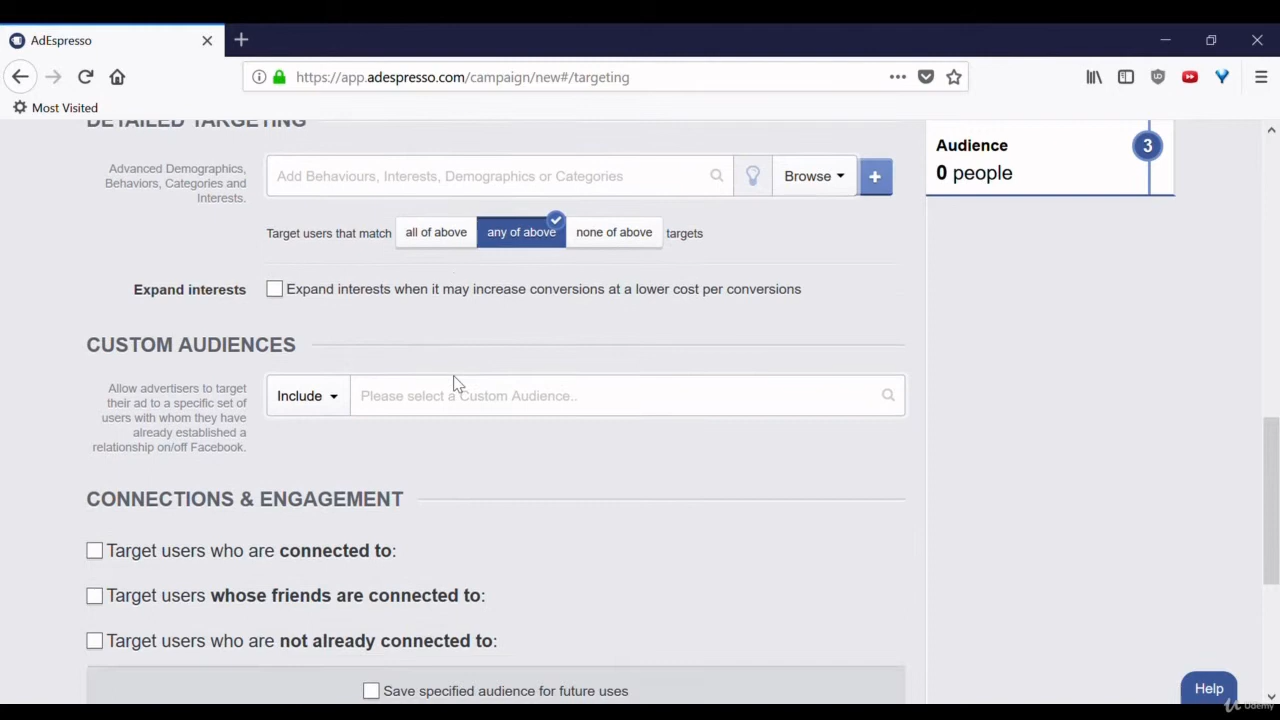 AdEspresso
https://app.adespresso.com/campaign/new#/targeting
Most Visited
DETAILED TARGETING
Advanced Demographics,
Behaviors, Categories and
Interests.
Add Behaviours, Interests, Demographics or Categories
Browse
Target users that match all of above any of above none of above targets
Expand interests Expand interests when it may increase conversions at a lower cost per conversions
CUSTOM AUDIENCES
Allow advertisers to target
their ad to a specific set of
users with whom they have
already established a
relationship on/off Facebook.
Include Please select a Custom Audience..
CONNECTIONS & ENGAGEMENT
Target users who are connected to:
Target users whose friends are connected to:
Target users who are not already connected to:
Save specified audience for future uses
Audience
3
0 people
Help
Udemy